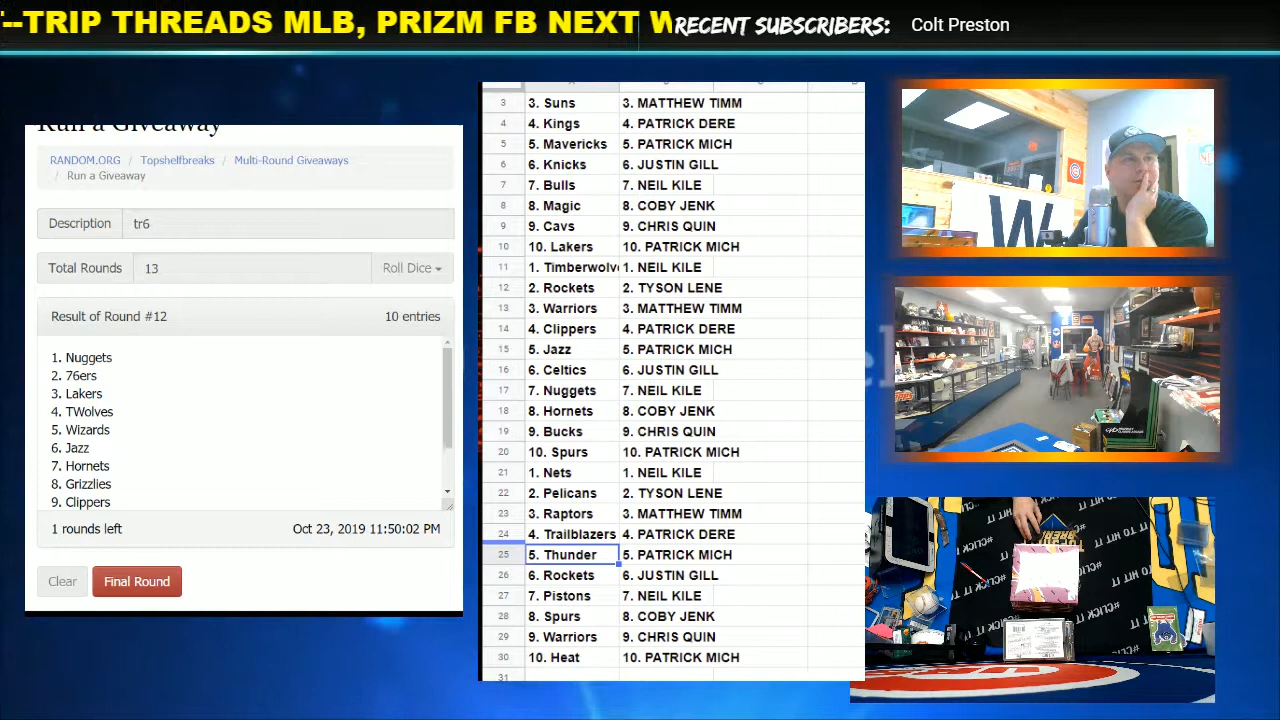 --TRIP THREADS MLB, PRIZM FB NEXT W
RECENT SUBSCRIBERS: Colt Preston
Run a Giveaway
RANDOM.ORG / Topshelfbreaks / Multi-Round Giveaways
/ Run a Giveaway
Description tr6
Total Rounds 13 Roll Dice
Result of Round #12 10 entries
1. Nuggets
2. 76ers
3. Lakers
4. TWolves
5. Wizards
6. Jazz
7. Hornets
8. Grizzlies
9. Clippers
1 rounds left Oct 23, 2019 11:50:02 PM
Clear Final Round
3 3. Suns 3. MATTHEW TIMM
4 4. Kings 4. PATRICK DERE
5 5. Mavericks 5. PATRICK MICH
6 6. Knicks 6. JUSTIN GILL
7 7. Bulls 7. NEIL KILE
8 8. Magic 8. COBY JENK
9 9. Cavs 9. CHRIS QUIN
10 10. Lakers 10. PATRICK MICH
11 1. Timberwolv 1. NEIL KILE
12 2. Rockets 2. TYSON LENE
13 3. Warriors 3. MATTHEW TIMM
14 4. Clippers 4. PATRICK DERE
15 5. Jazz 5. PATRICK MICH
16 6. Celtics 6. JUSTIN GILL
17 7. Nuggets 7. NEIL KILE
18 8. Hornets 8. COBY JENK
19 9. Bucks 9. CHRIS QUIN
20 10. Spurs 10. PATRICK MICH
21 1. Nets 1. NEIL KILE
22 2. Pelicans 2. TYSON LENE
23 3. Raptors 3. MATTHEW TIMM
24 4. Trailblazers 4. PATRICK DERE
25 5. Thunder 5. PATRICK MICH
26 6. Rockets 6. JUSTIN GILL
27 7. Pistons 7. NEIL KILE
28 8. Spurs 8. COBY JENK
29 9. Warriors 9. CHRIS QUIN
30 10. Heat 10. PATRICK MICH
31
W
#CLICK IT